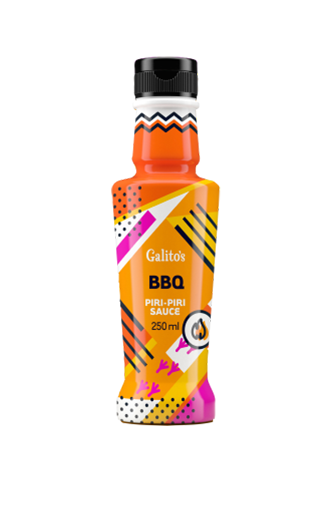 Galito's
BBQ
PIRI-PIRI
SAUCE
250 ml